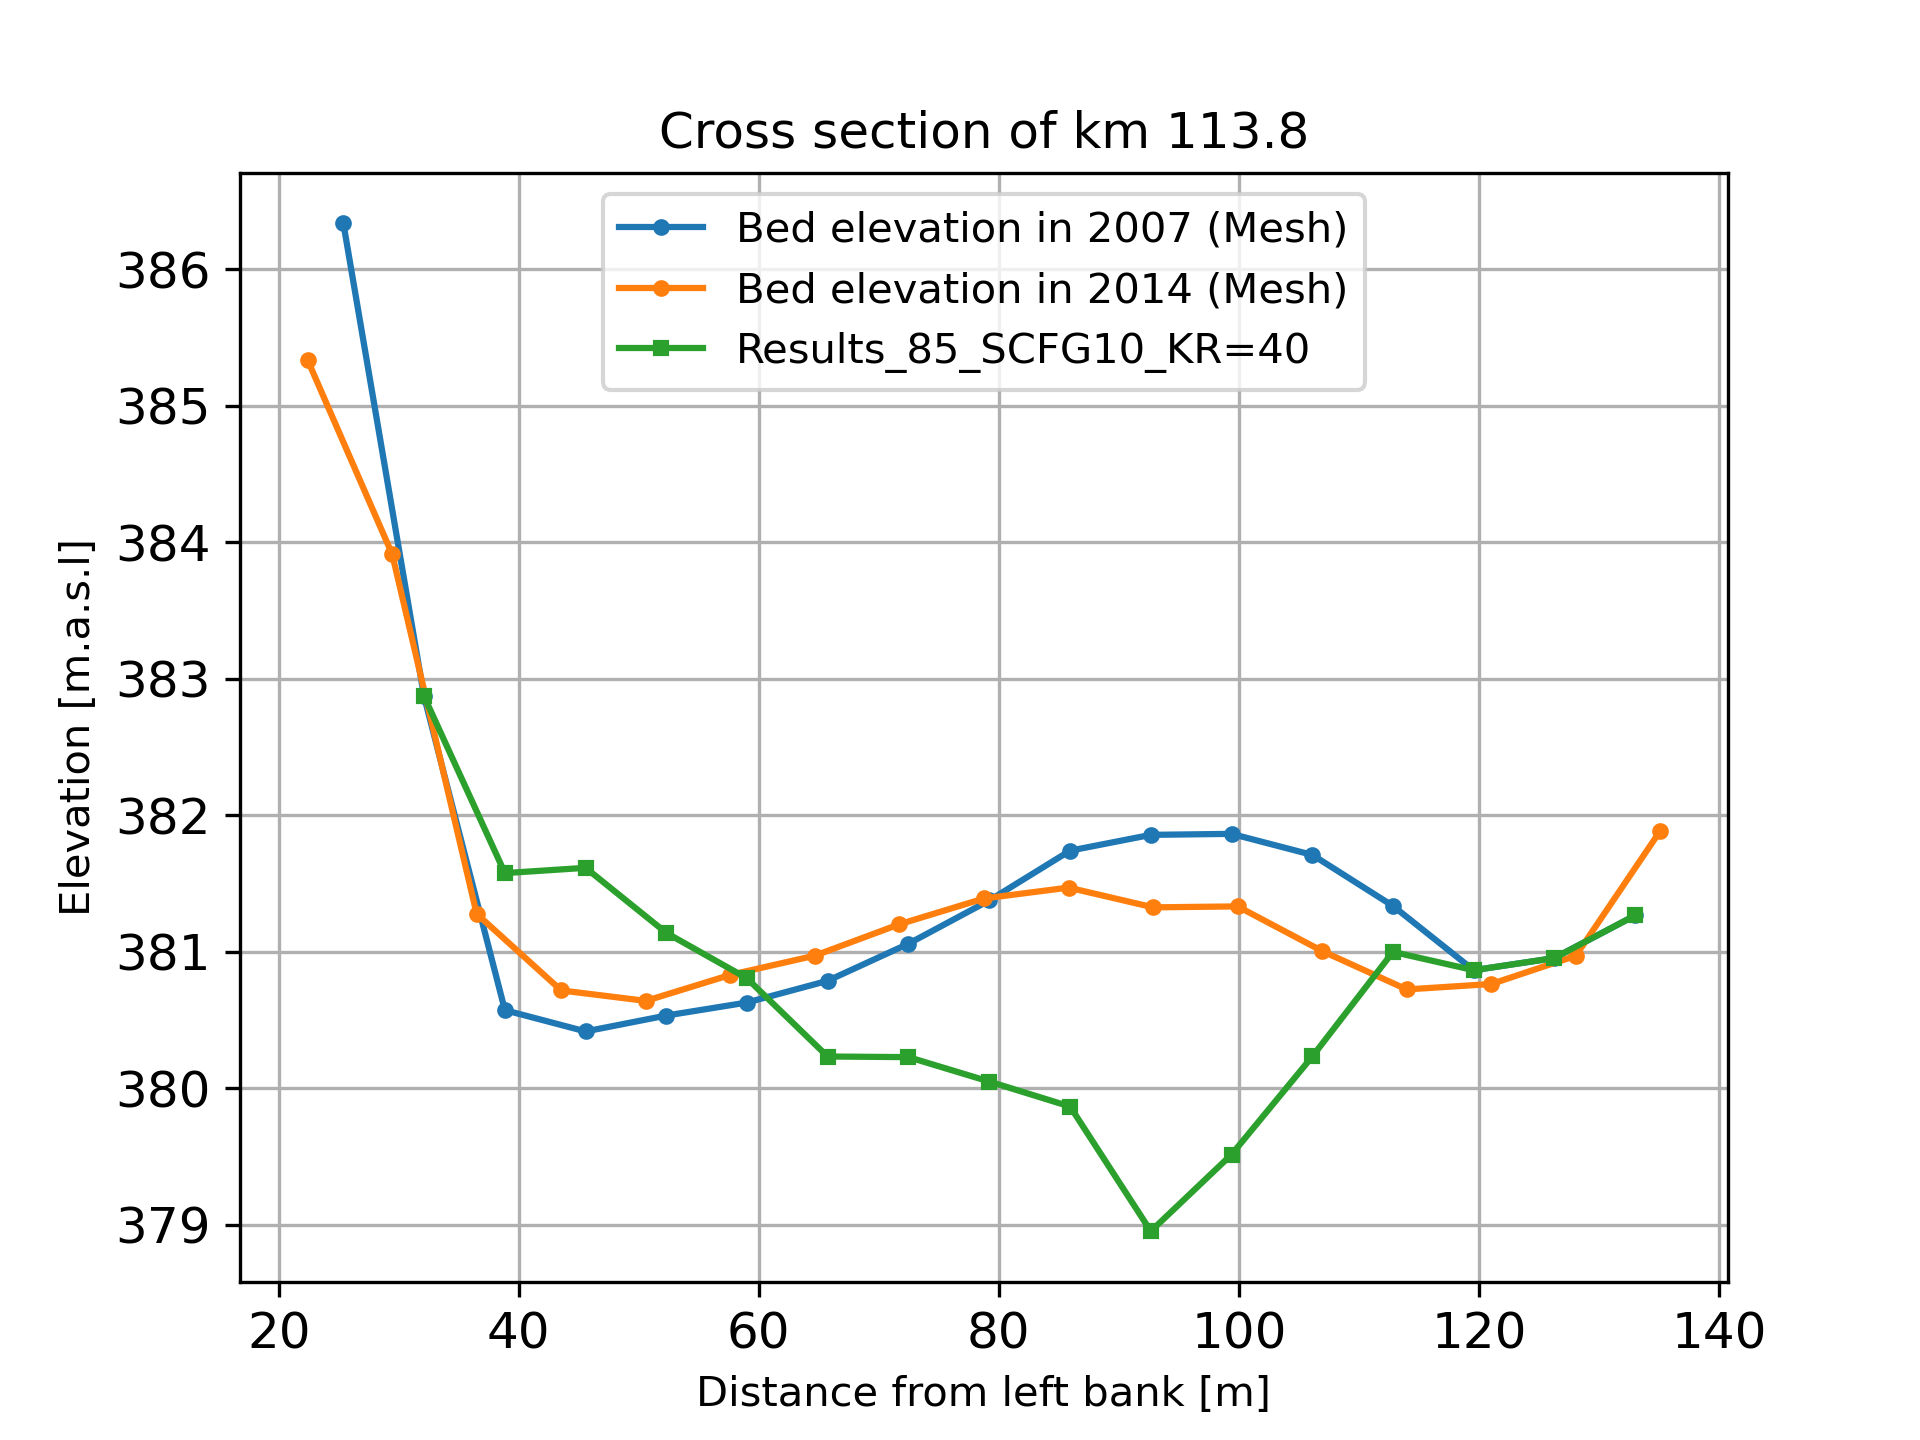 Cross section of km 113.8
Bed elevation in 2007 (Mesh)
Bed elevation in 2014 (Mesh)
Results_85_SCFG10_KR=40
Elevation [m.a.s.l]
386
385
384
383
382
381
380
379
20 40 60 80 100 120 140
Distance from left bank [m]